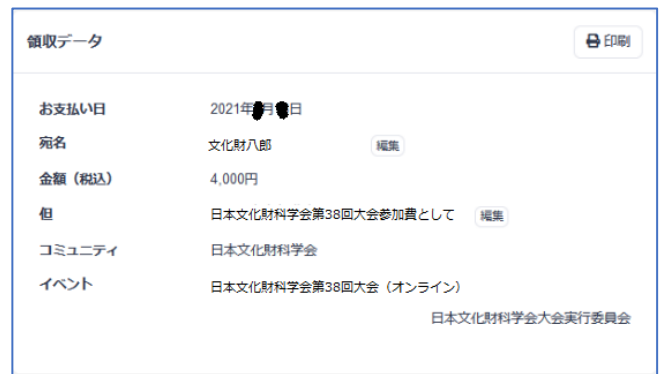 領収データ 印刷
お支払い日 2021年 月 日
宛名 文化財八郎 編集
金額（税込） 4,000円
但 日本文化財科学会第38回大会参加費として 編集
コミュニティ 日本文化財科学会
イベント 日本文化財科学会第38回大会（オンライン）
日本文化財科学会大会実行委員会